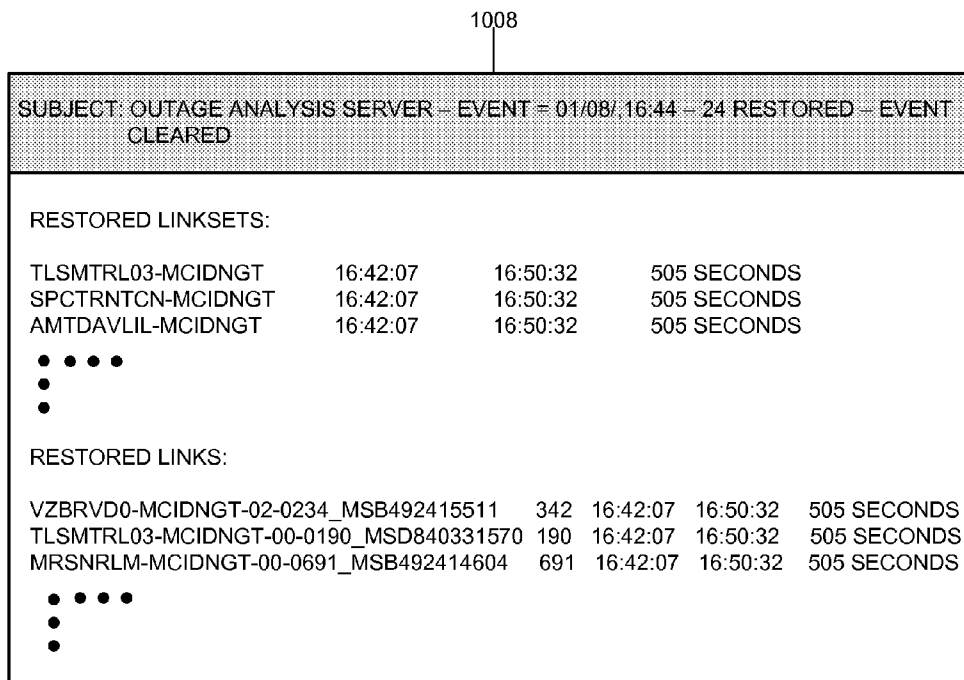 1008
SUBJECT: OUTAGE ANALYSIS SERVER – EVENT = 01/08/,16:44 – 24 RESTORED – EVENT
CLEARED
RESTORED LINKSETS:
TLSMTRL03-MCIDNGT 16:42:07 16:50:32 505 SECONDS
SPCTRNTCN-MCIDNGT 16:42:07 16:50:32 505 SECONDS
AMTDAVLIL-MCIDNGT 16:42:07 16:50:32 505 SECONDS
RESTORED LINKS:
VZBRVD0-MCIDNGT-02-0234_MSB492415511 342 16:42:07 16:50:32 505 SECONDS
TLSMTRL03-MCIDNGT-00-0190_MSD840331570 190 16:42:07 16:50:32 505 SECONDS
MRSNRLM-MCIDNGT-00-0691_MSB492414604 691 16:42:07 16:50:32 505 SECONDS